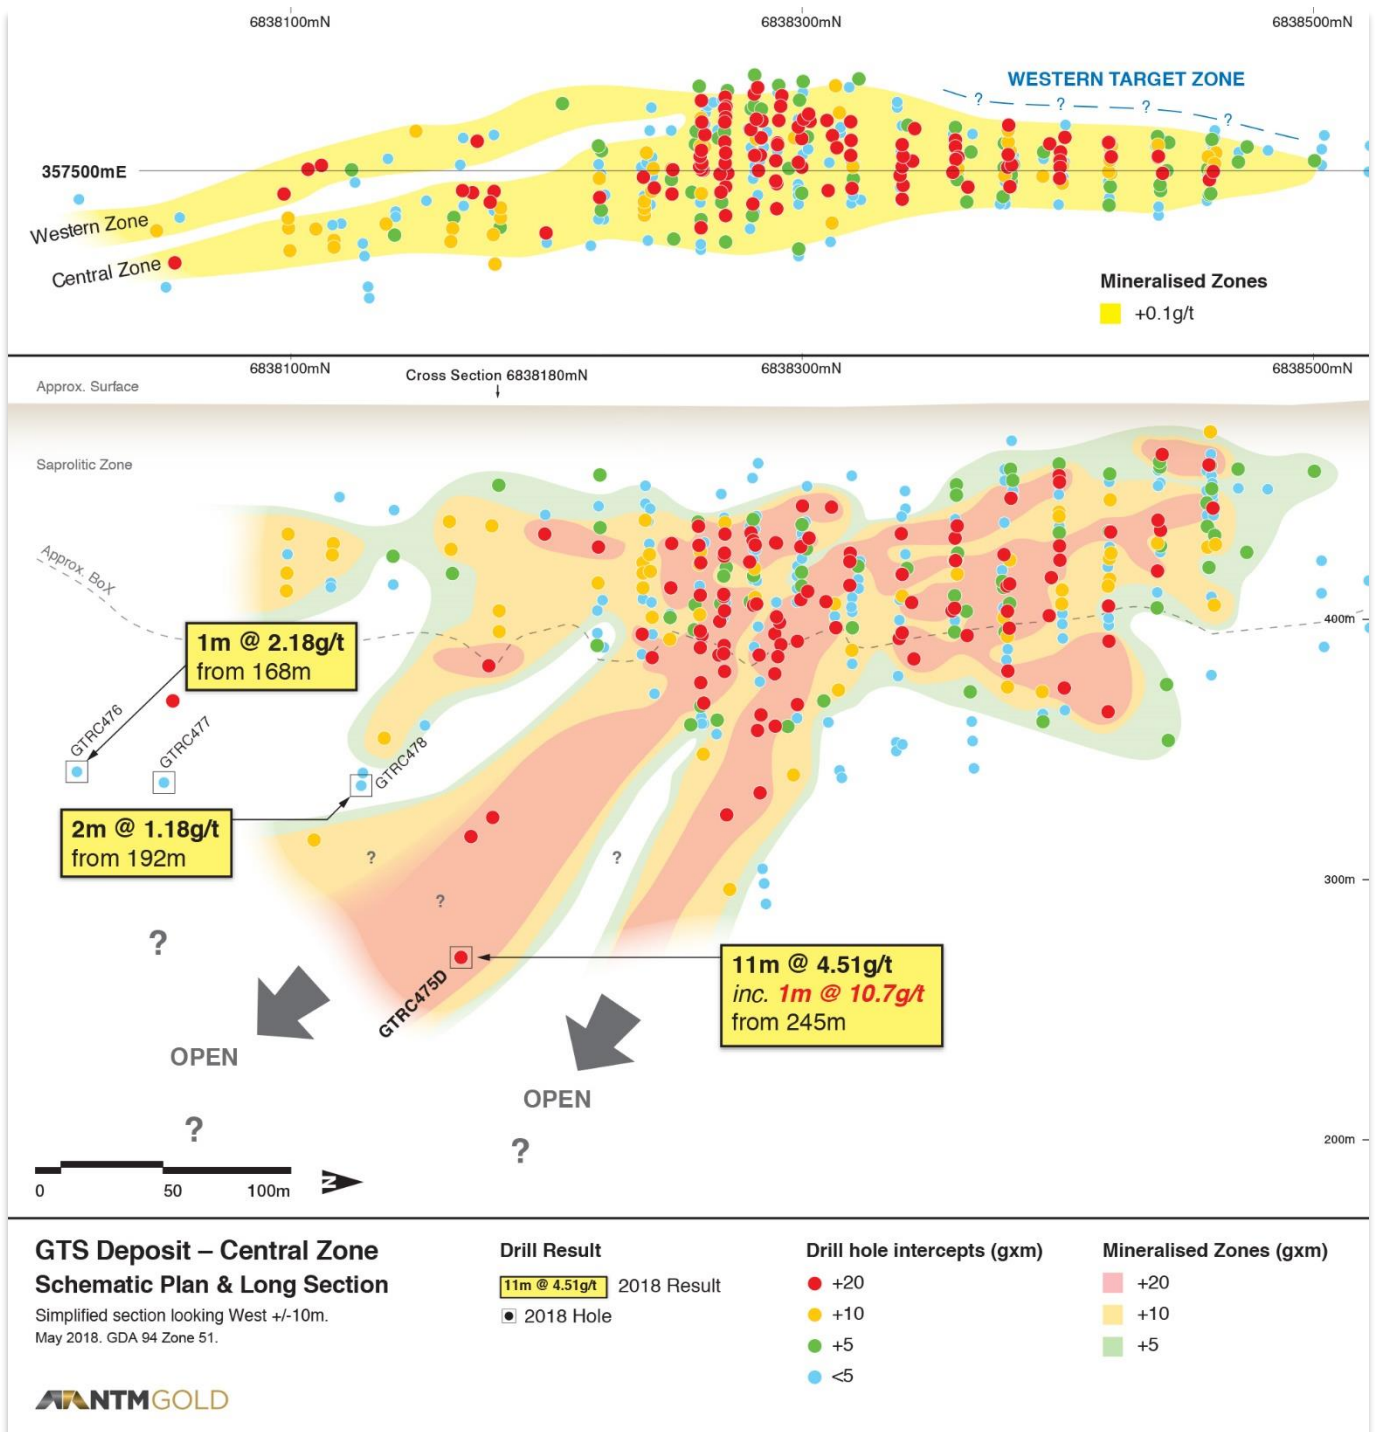 6838100mN 6838300mN 6838500mN
WESTERN TARGET ZONE
? ? ? ?
357500mE
Western Zone
Central Zone
Mineralised Zones
+0.1g/t
6838100mN 6838300mN 6838500mN
Cross Section 6838180mN
Approx. Surface
Saprolitic Zone
Approx. BoX
400m
1m @ 2.18g/t
from 168m
GTRC476
GTRC477
GTRC478
2m @ 1.18g/t
from 192m
? ?
300m
?
?
GTRC475D
11m @ 4.51g/t
inc. 1m @ 10.7g/t
from 245m
OPEN
OPEN
?
?
200m
0 50 100m
N
GTS Deposit – Central Zone
Schematic Plan & Long Section
Simplified section looking West +/-10m.
May 2018. GDA 94 Zone 51.
NTMGOLD
Drill Result
11m @ 4.51g/t 2018 Result
2018 Hole
Drill hole intercepts (gxm)
+20
+10
+5
<5
Mineralised Zones (gxm)
+20
+10
+5